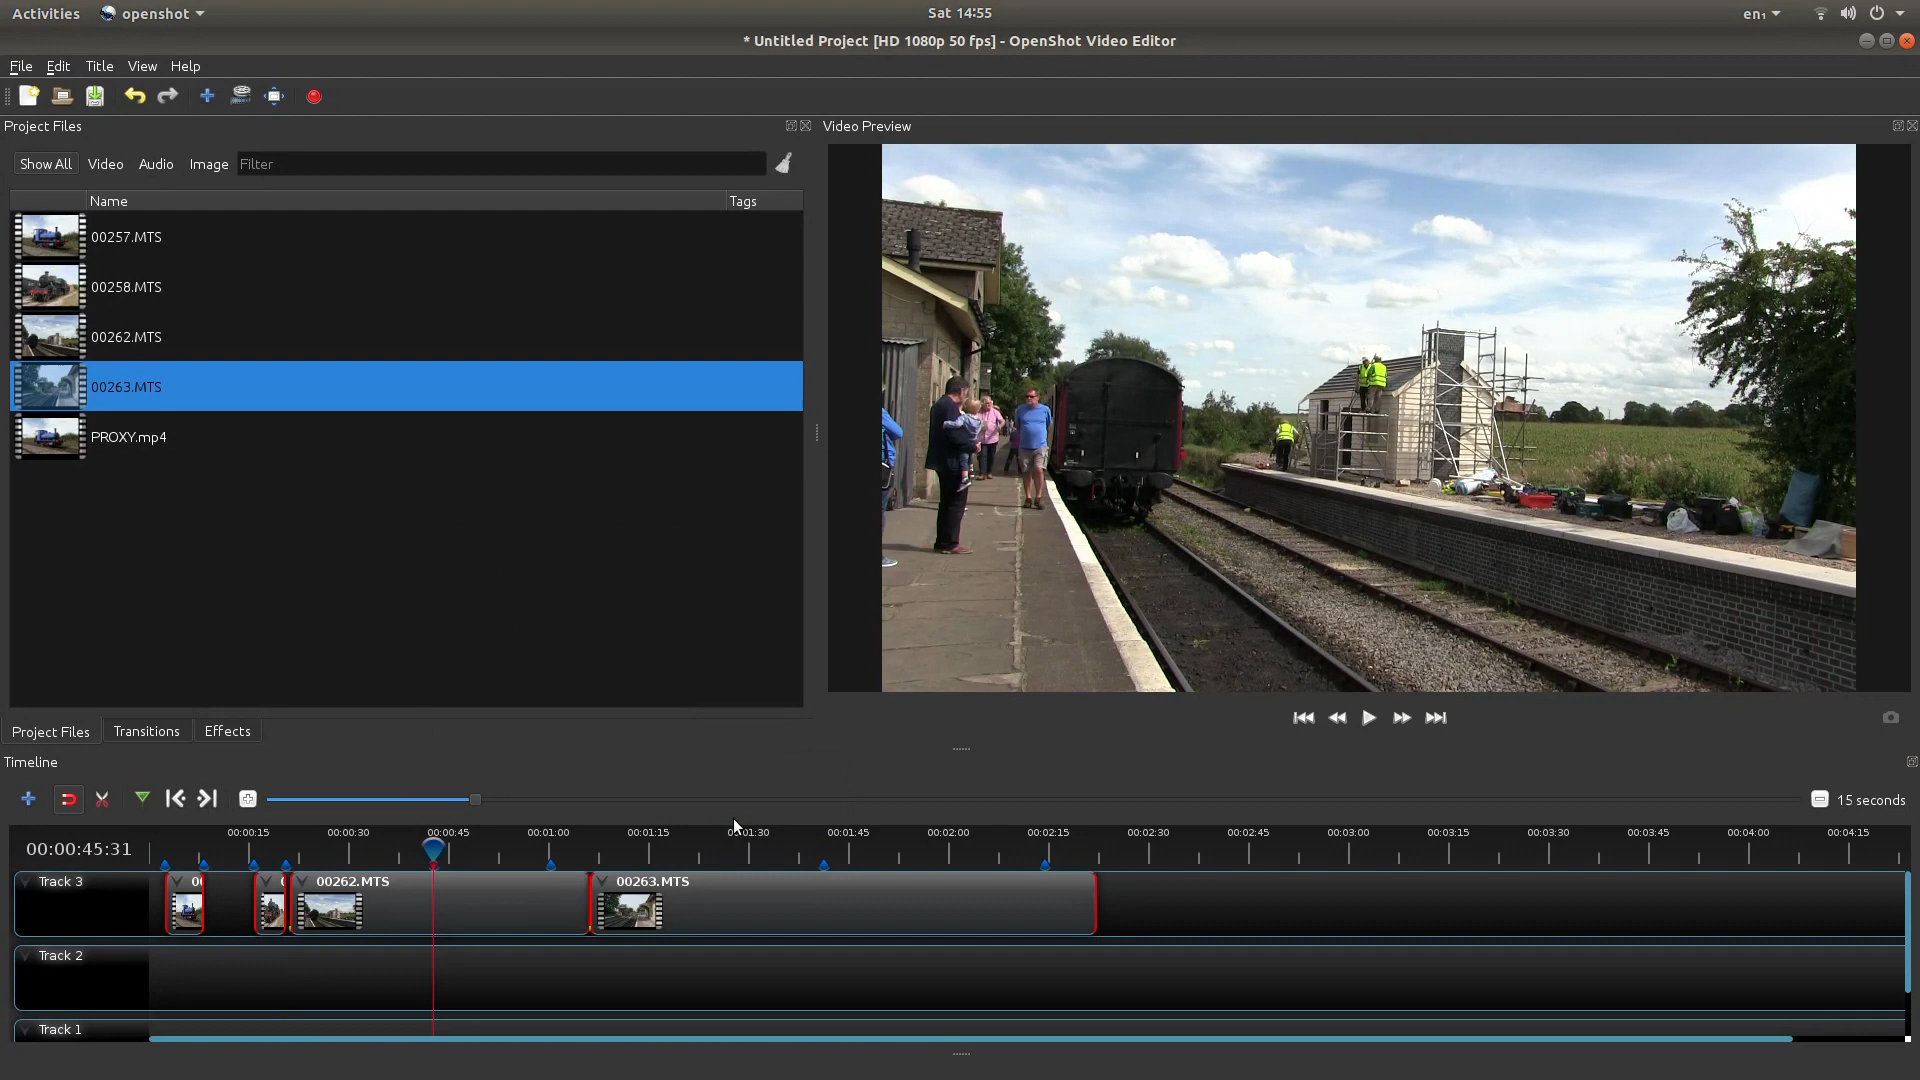 Activities openshot Sat 14:55 en₁
* Untitled Project [HD 1080p 50 fps] - OpenShot Video Editor
File Edit Title View Help
Project Files Video Preview
Show All Video Audio Image Filter
Name Tags
00257.MTS
00258.MTS
00262.MTS
00263.MTS
PROXY.mp4
Project Files Transitions Effects
Timeline
15 seconds
00:00:15 00:00:30 00:00:45 00:01:00 00:01:15 00:01:30 00:01:45 00:02:00 00:02:15 00:02:30 00:02:45 00:03:00 00:03:15 00:03:30 00:03:45 00:04:00 00:04:15
00:00:45:31
Track 3 00262.MTS 00263.MTS
Track 2
Track 1